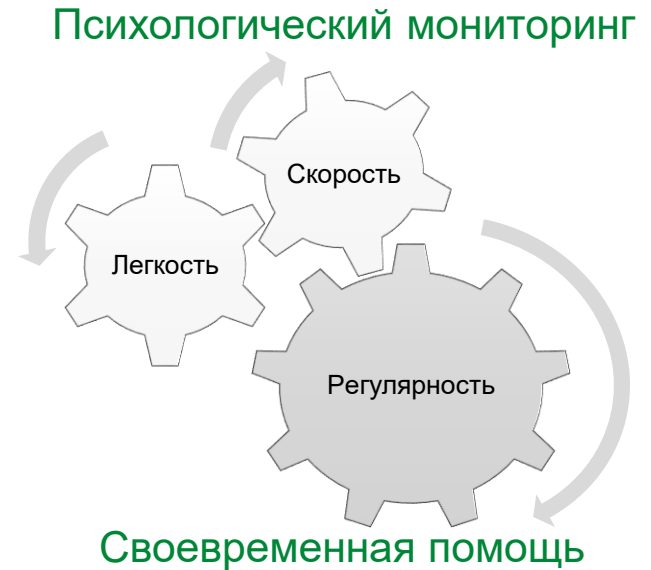 Психологический мониторинг
Скорость
Легкость
Регулярность
Своевременная помощь